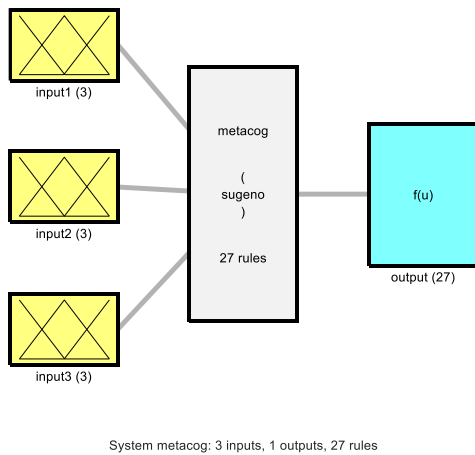 input1 (3)
metacog
(
sugeno
)
input2 (3)
f(u)
27 rules
output (27)
input3 (3)
System metacog: 3 inputs, 1 outputs, 27 rules